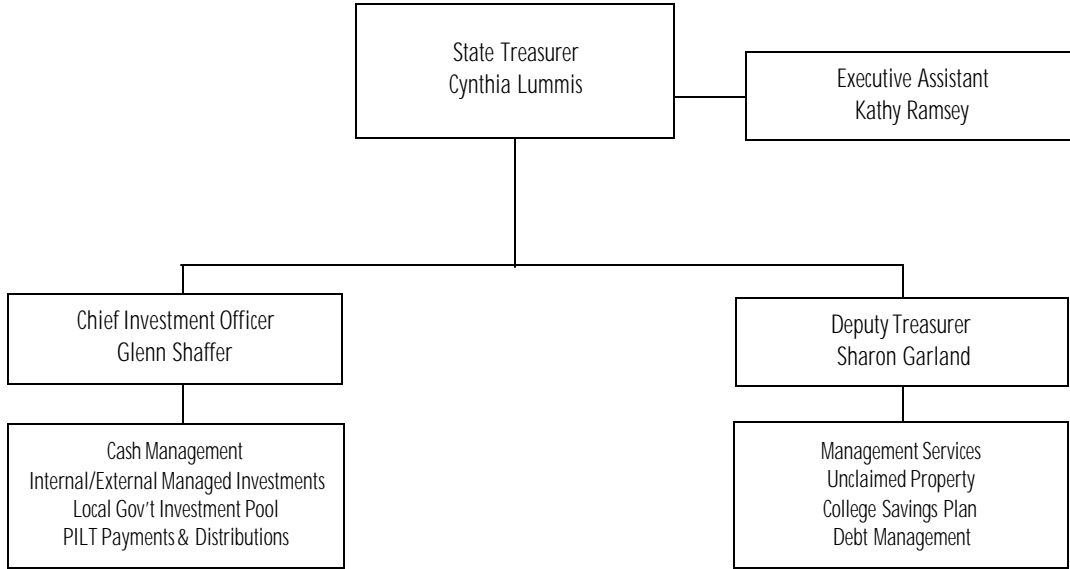 State Treasurer
Cynthia Lummis
Executive Assistant
Kathy Ramsey
Chief Investment Officer
Glenn Shaffer
Deputy Treasurer
Sharon Garland
Cash Management
Internal/External Managed Investments
Local Gov't Investment Pool
PILT Payments & Distributions
Management Services
Unclaimed Property
College Savings Plan
Debt Management